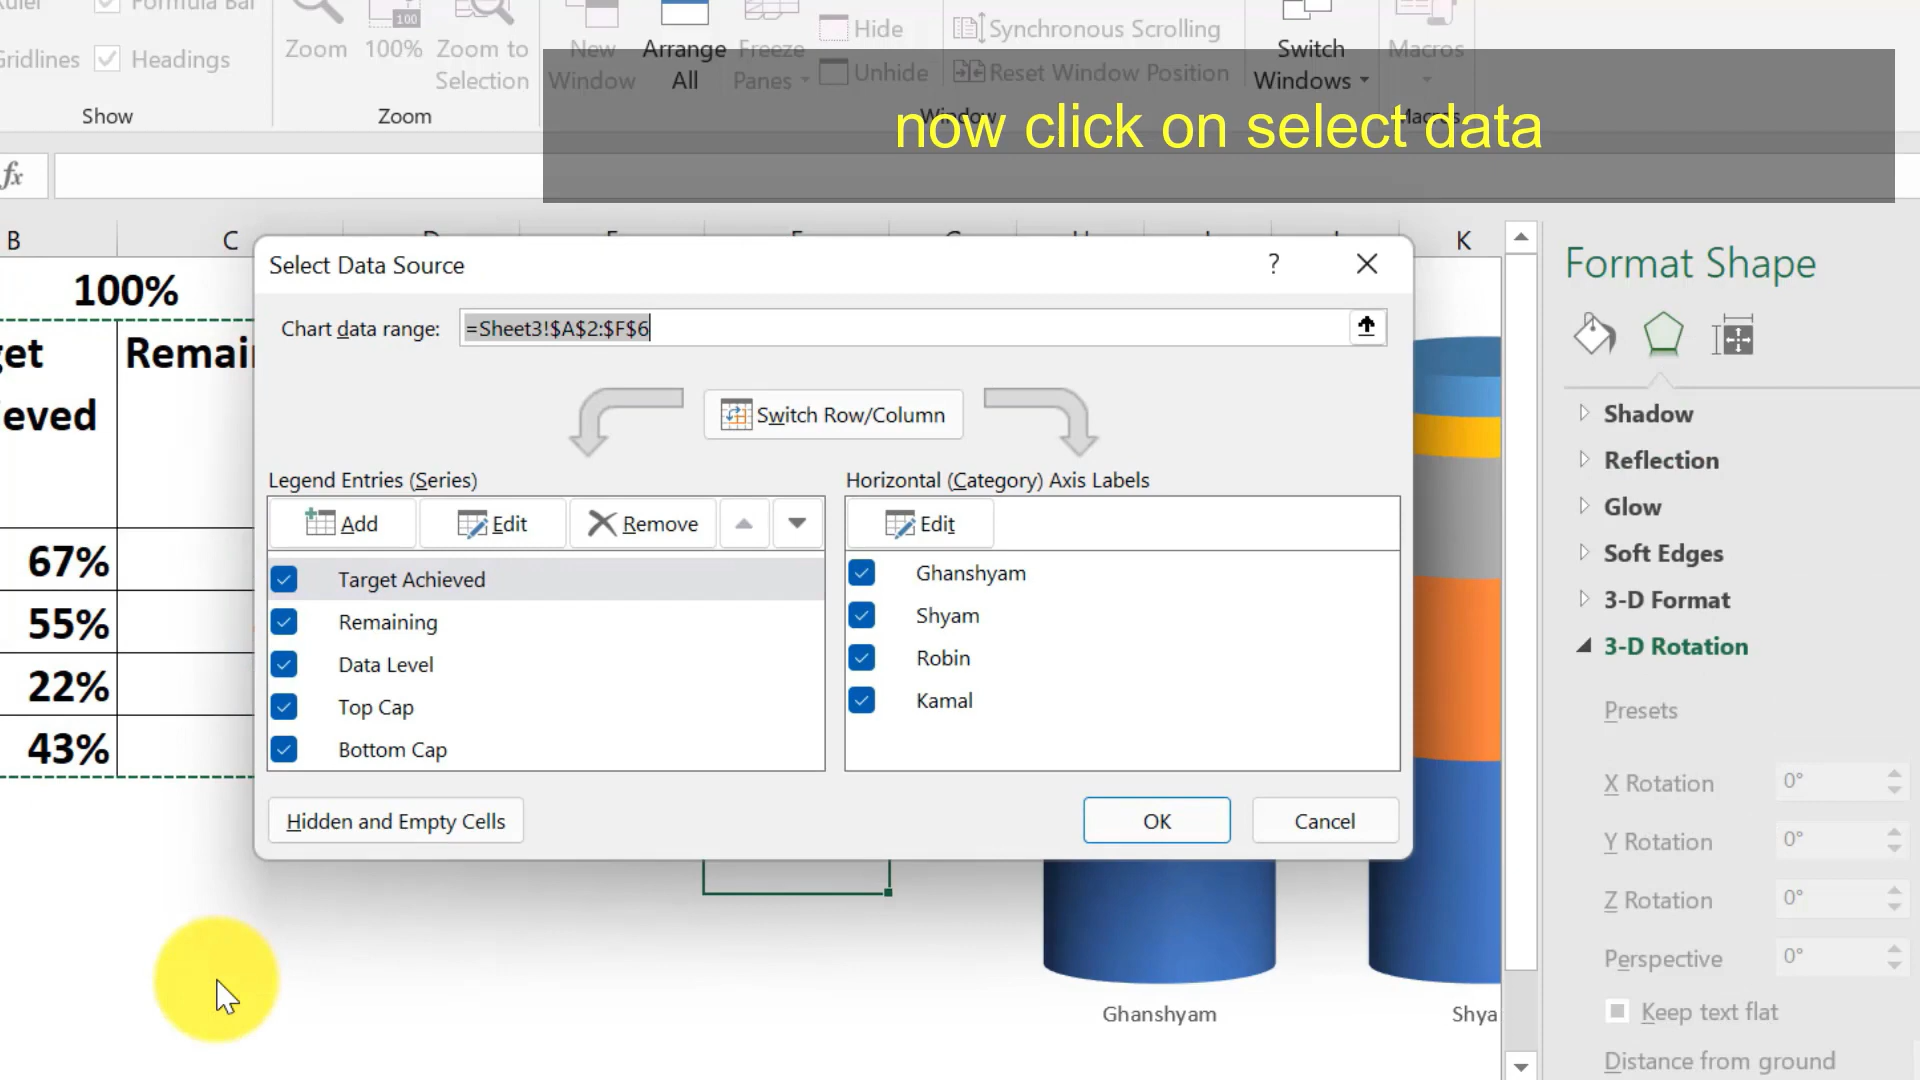 Formula Bar
Gridlines
Headings
Show
Zoom
100%
Zoom to
Selection
Zoom
New
Window
Arrange
All
Freeze
Panes
Hide
Unhide
Synchronous Scrolling
Reset Window Position
Window
Switch
Windows
Macros
Macros
now click on select data
fx
B
C
K
100%
Remai
67%
55%
22%
43%
Select Data Source
?
Chart data range:
=Sheet3!$A$2:$F$6
Switch Row/Column
Legend Entries (Series)
Add
Edit
Remove
Target Achieved
Remaining
Data Level
Top Cap
Bottom Cap
Horizontal (Category) Axis Labels
Edit
Ghanshyam
Shyam
Robin
Kamal
Hidden and Empty Cells
OK
Cancel
Ghanshyam
Shya
Format Shape
Shadow
Reflection
Glow
Soft Edges
3-D Format
3-D Rotation
Presets
X Rotation 0°
Y Rotation 0°
Z Rotation 0°
Perspective 0°
Keep text flat
Distance from ground